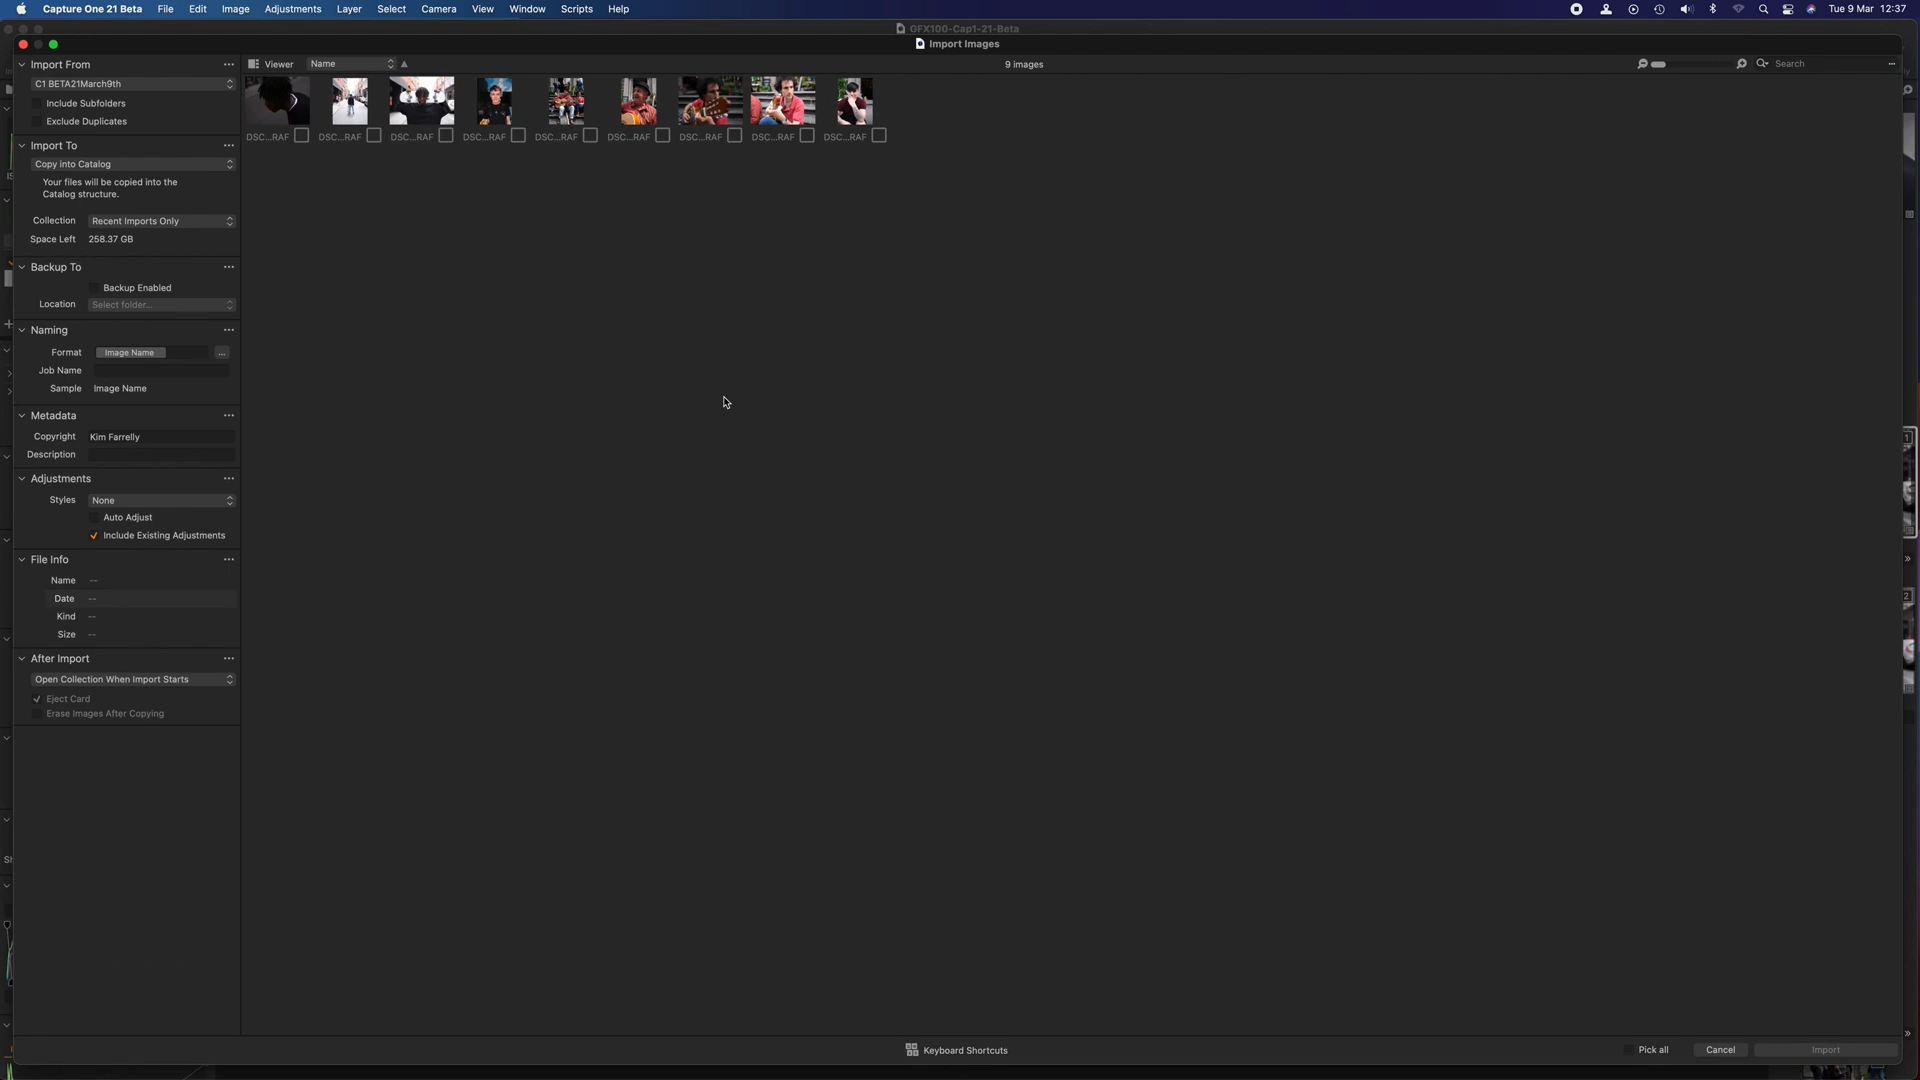 Capture One 21 Beta File Edit Image Adjustments Layer Select Camera View Window Scripts Help Tue 9 Mar 12:37
GFX100-Cap1-21-Beta
Import Images
Import From
C1 BETA21March9th
Include Subfolders
Exclude Duplicates
Import To
Copy into Catalog
Your files will be copied into the
Catalog structure.
Collection Recent Imports Only
Space Left 258.37 GB
Backup To
Backup Enabled
Location Select folder...
Naming
Format Image Name ...
Job Name
Sample Image Name
Metadata
Copyright Kim Farrelly
Description
Adjustments
Styles None
Auto Adjust
Include Existing Adjustments
File Info
Name --
Date --
Kind --
Size --
After Import
Open Collection When Import Starts
Eject Card
Erase Images After Copying
Viewer Name 9 images Search
DSC...RAF DSC...RAF DSC...RAF DSC...RAF DSC...RAF DSC...RAF DSC...RAF DSC...RAF DSC...RAF
1
2
Keyboard Shortcuts Pick all Cancel Import